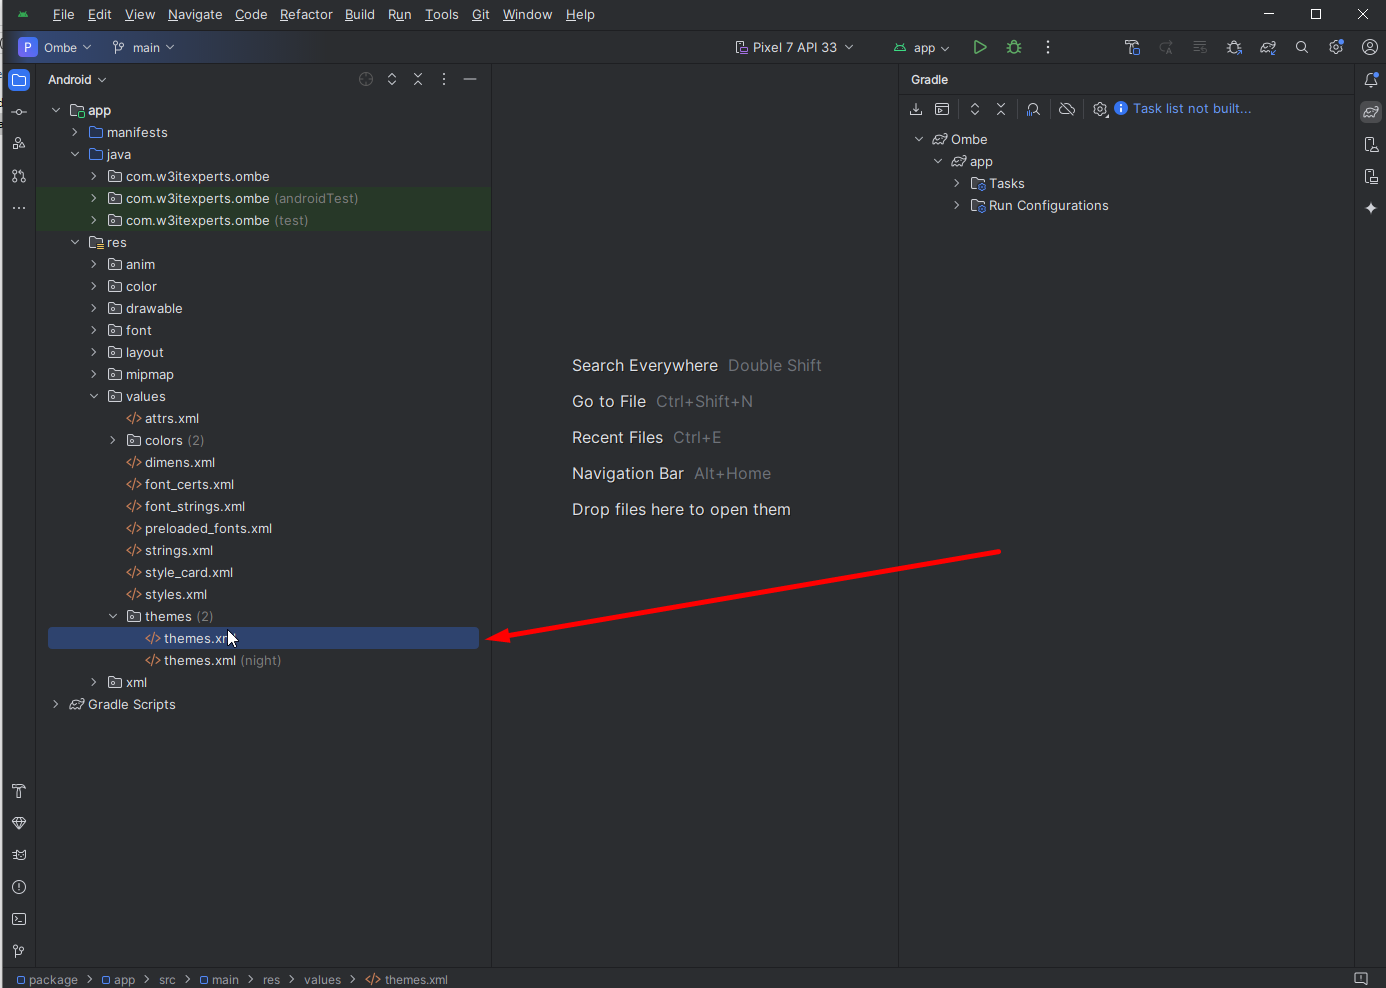 File Edit View Navigate Code Refactor Build Run Tools Git Window Help
P Ombe main Pixel 7 API 33 app
Android
app
manifests
java
com.w3itexperts.ombe
com.w3itexperts.ombe (androidTest)
com.w3itexperts.ombe (test)
res
anim
color
drawable
font
layout
mipmap
values
attrs.xml
colors (2)
dimens.xml
font_certs.xml
font_strings.xml
preloaded_fonts.xml
strings.xml
style_card.xml
styles.xml
themes (2)
themes.xml
themes.xml (night)
xml
Gradle Scripts
Search Everywhere Double Shift
Go to File Ctrl+Shift+N
Recent Files Ctrl+E
Navigation Bar Alt+Home
Drop files here to open them
Gradle
Task list not built...
Ombe
app
Tasks
Run Configurations
package > app > src > main > res > values > themes.xml